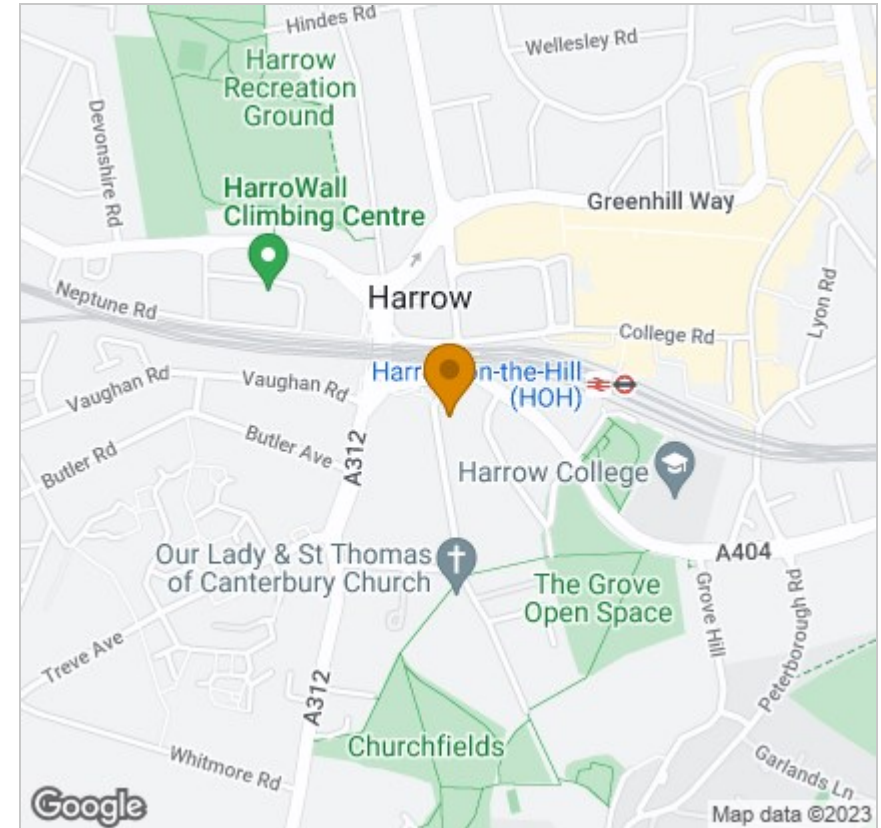 Hindes Rd
Wellesley Rd
Harrow
Recreation
Ground
Devonshire Rd
HarroWall
Climbing Centre
Greenhill Way
Lyon Rd
Neptune Rd
Harrow
College Rd
Vaughan Rd
Vaughan Rd
Harr n-the-Hill
(HOH)
Butler Rd
Butler Ave
A312
Harrow College
Our Lady & St Thomas
of Canterbury Church
A404
The Grove
Open Space
Grove Hill
Peterborough Rd
Treve Ave
A312
Whitmore Rd
Churchfields
Garlands Ln
Google
Map data ©2023